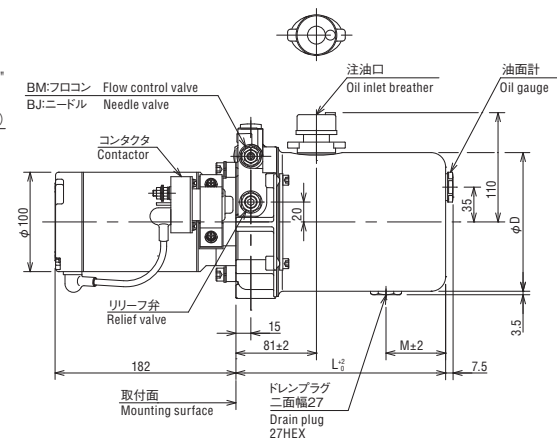 BM:フロコン Flow control valve
BJ:ニードル Needle valve
注油口
Oil inlet breather
油面計
Oil gauge
コンタクタ
Contactor
φ100
20
110
35
φD
3.5
リリーフ弁
Relief valve
15
81±2
M±2
182
L +2 0
7.5
取付面
Mounting surface
ドレンプラグ
二面幅27
Drain plug
27HEX